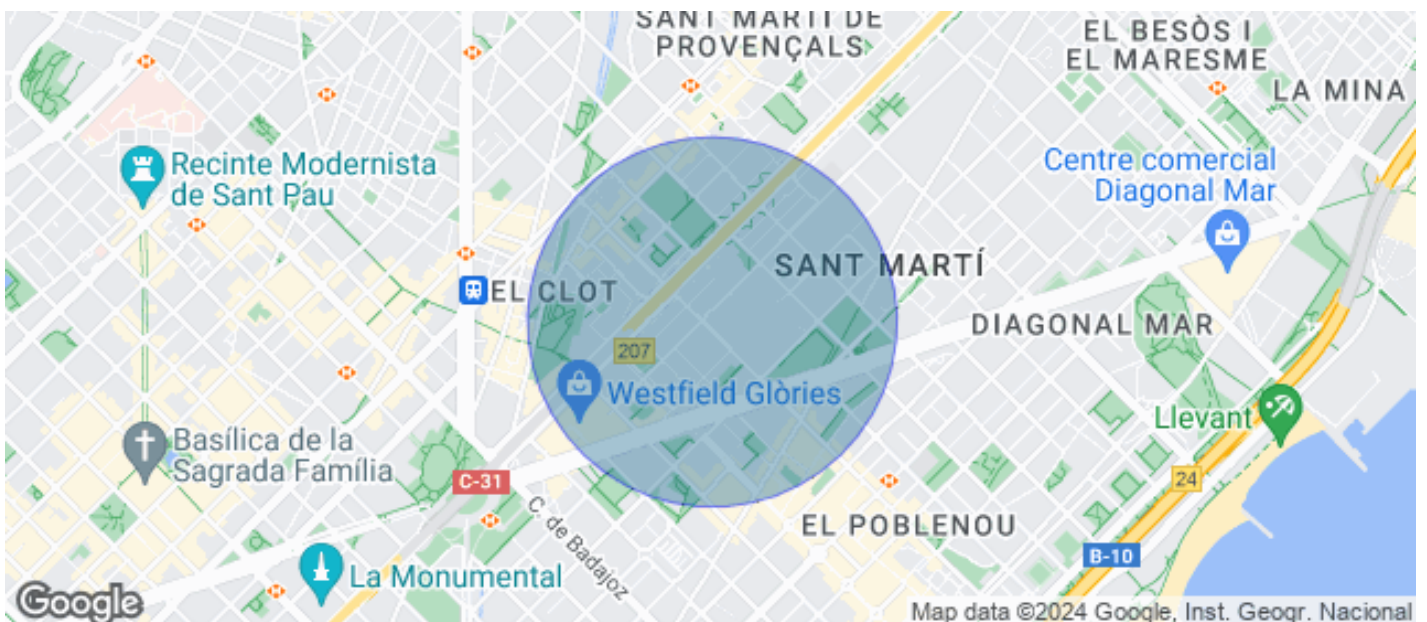 SANT MARTÍ DE
PROVENÇALS
EL BESÒS I
EL MARESME
LA MINA
Recinte Modernista
de Sant Pau
Centre comercial
Diagonal Mar
SANT MARTÍ
EL CLOT
DIAGONAL MAR
207
Westfield Glòries
Llevant
Basílica de la
Sagrada Família
C-31
24
C. de Badajoz
EL POBLENOU
B-10
La Monumental
Google
Map data ©2024 Google, Inst. Geogr. Nacional